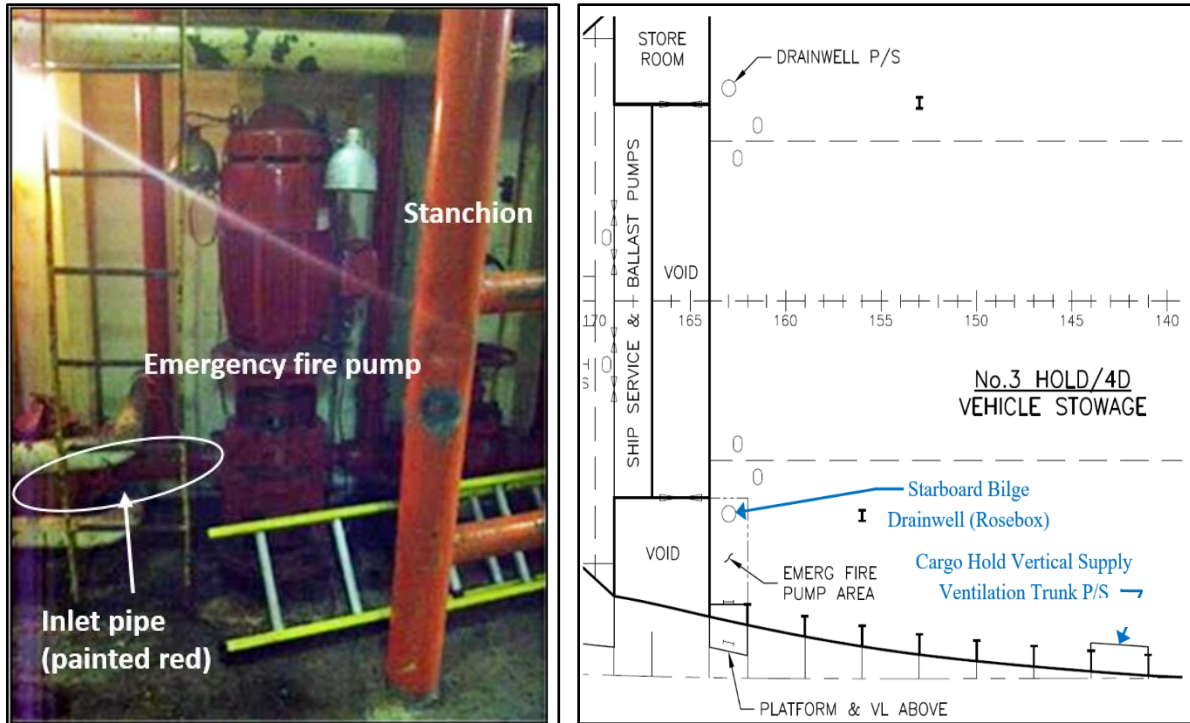 Stanchion
Emergency fire pump
Inlet pipe
(painted red)
STORE
ROOM
DRAINWELL P/S
SHIP SERVICE & BALLAST PUMPS
VOID
170
165
160
155
150
145
140
No.3 HOLD/4D
VEHICLE STOWAGE
Starboard Bilge
Drainwell (Rosebox)
VOID
EMERG FIRE
PUMP AREA
Cargo Hold Vertical Supply
Ventilation Trunk P/S
PLATFORM & VL ABOVE